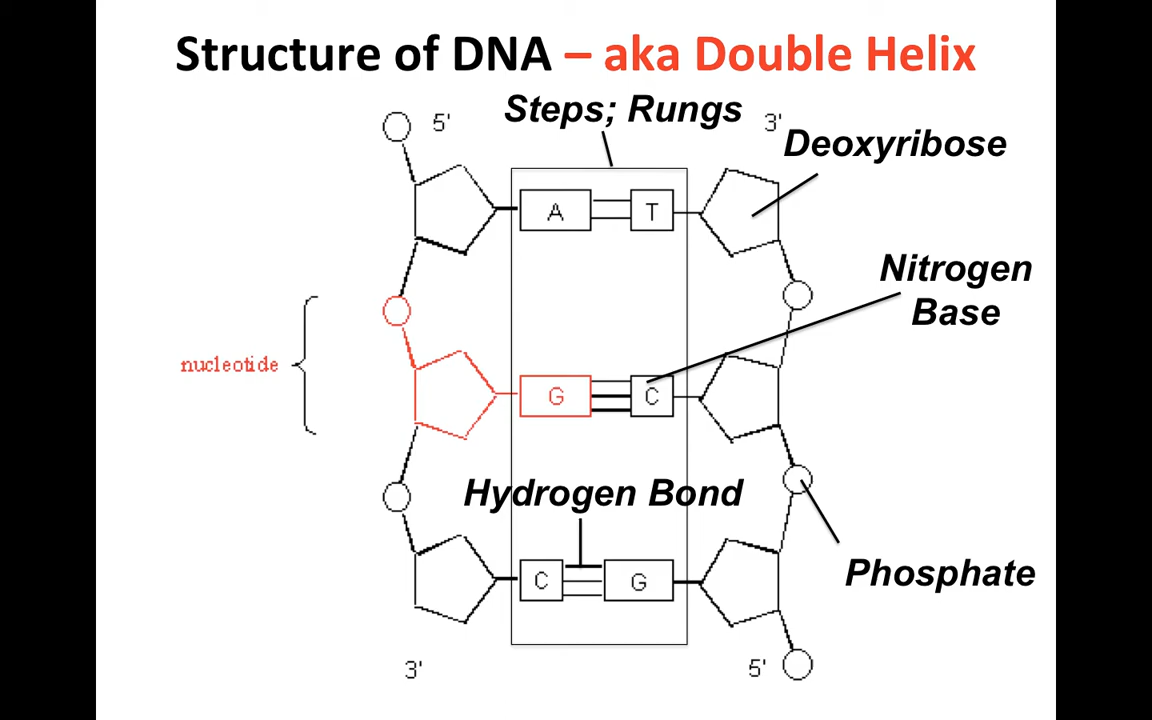 Structure of DNA – aka Double Helix
Steps; Rungs
5'
3'
Deoxyribose
A
T
Nitrogen
Base
nucleotide
G
C
Hydrogen Bond
C
G
Phosphate
3'
5'